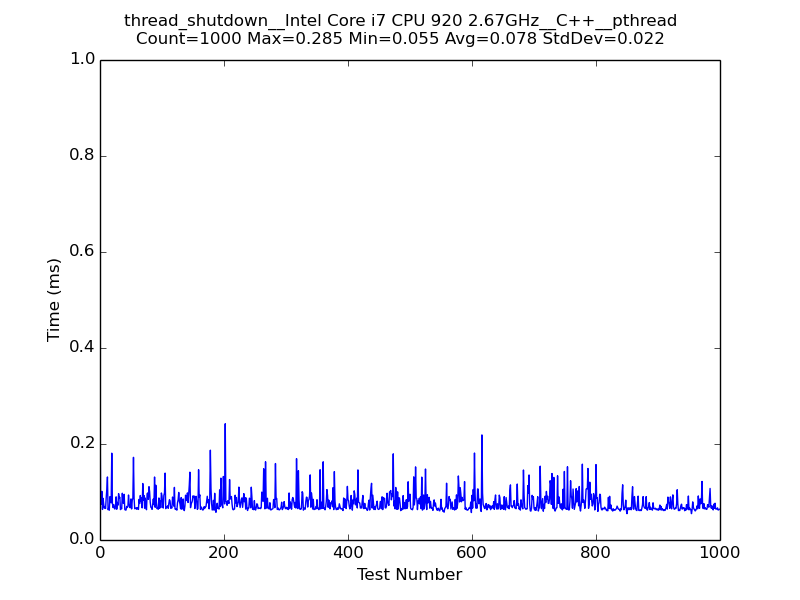 thread_shutdown__Intel Core i7 CPU 920 2.67GHz__C++__pthread
Count=1000 Max=0.285 Min=0.055 Avg=0.078 StdDev=0.022
1.0
0.8
0.6
0.4
0.2
0.0
Time (ms)
0 200 400 600 800 1000
Test Number